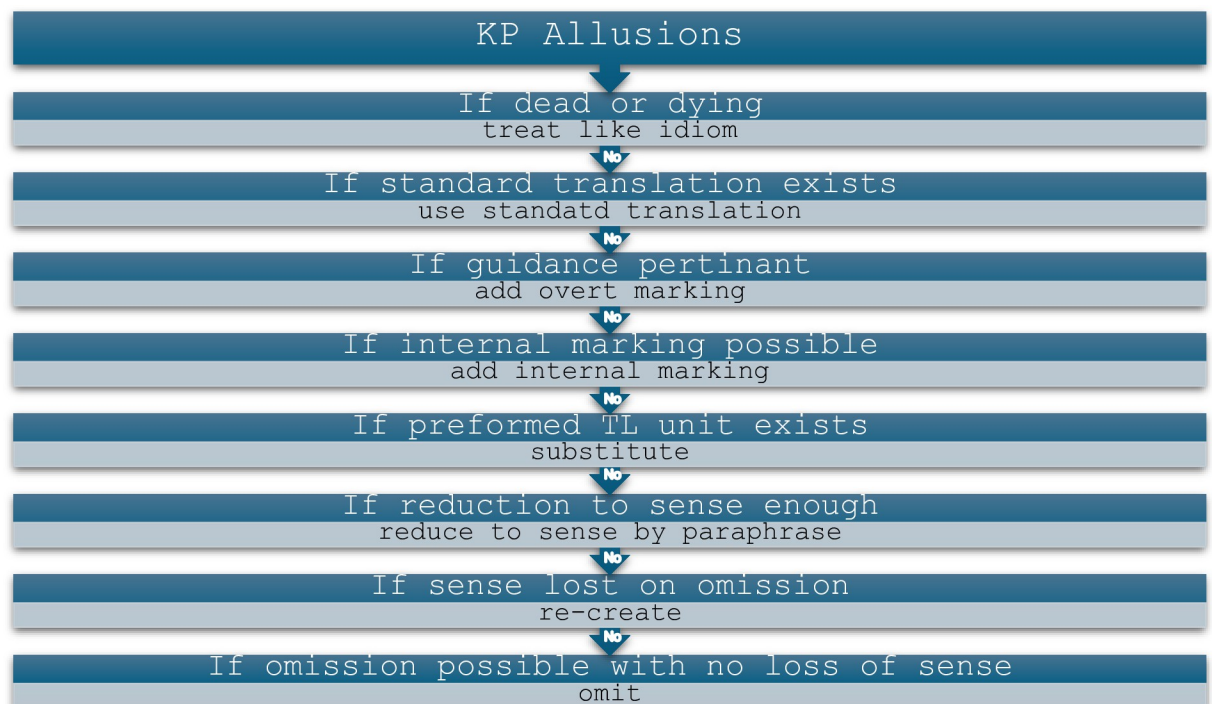 KP Allusions
If dead or dying
treat like idiom
No
If standard translation exists
use standatd translation
No
If guidance pertinant
add overt marking
No
If internal marking possible
add internal marking
No
If preformed TL unit exists
substitute
No
If reduction to sense enough
reduce to sense by paraphrase
No
If sense lost on omission
re-create
No
If omission possible with no loss of sense
omit